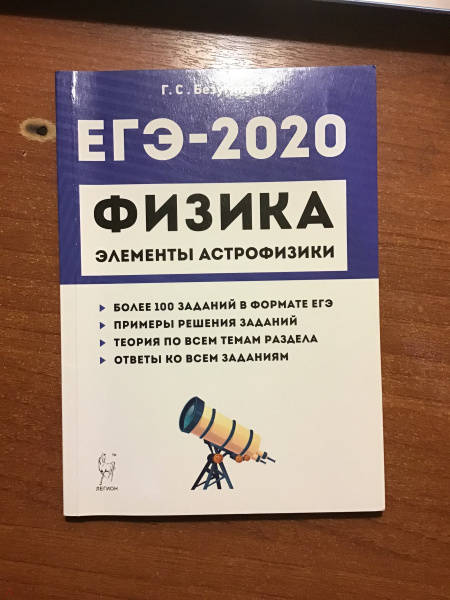 Г. С.
ЕГЭ-2020
ФИЗИКА
ЭЛЕМЕНТЫ АСТРОФИЗИКИ
БОЛЕЕ 100 ЗАДАНИЙ В ФОРМАТЕ ЕГЭ
ПРИМЕРЫ РЕШЕНИЯ ЗАДАНИЙ
ТЕОРИЯ ПО ВСЕМ ТЕМАМ РАЗДЕЛА
ОТВЕТЫ КО ВСЕМ ЗАДАНИЯМ
ЛЕГИОН